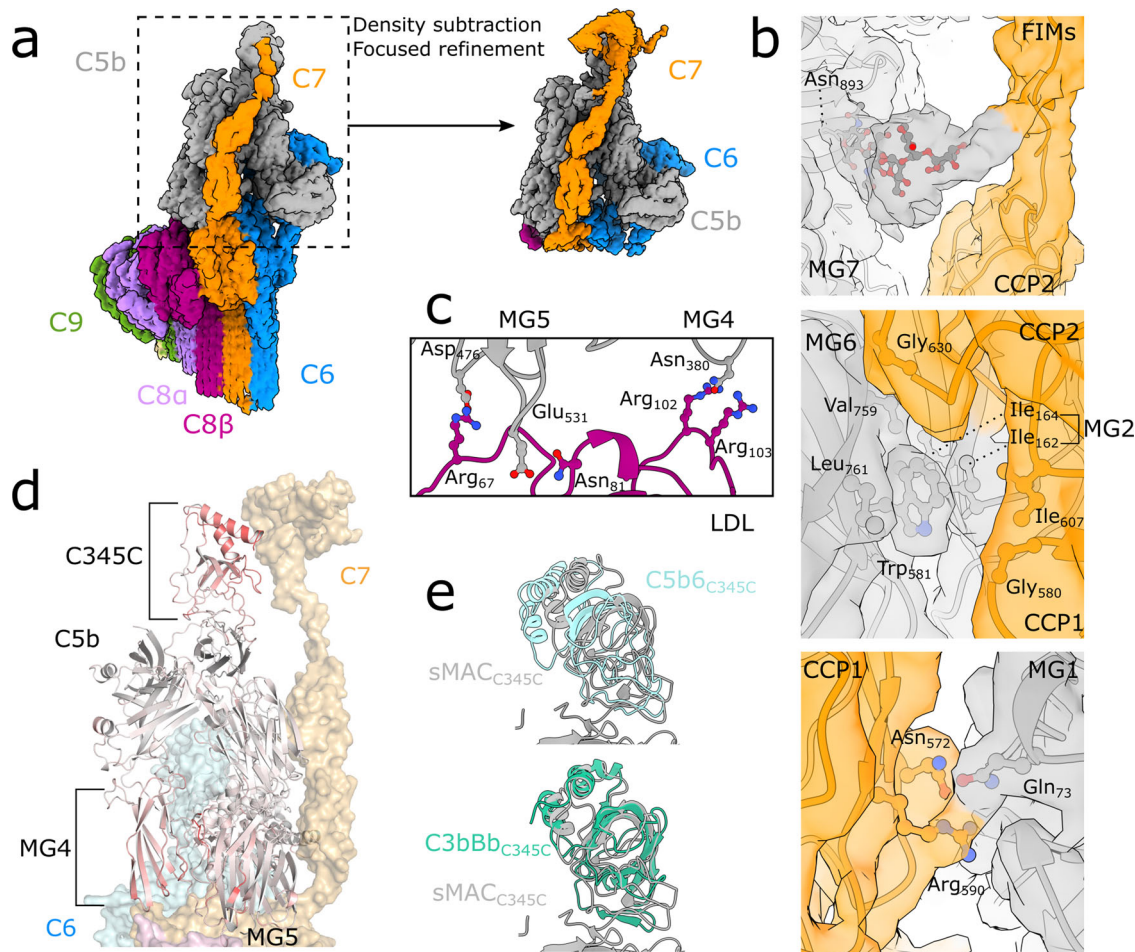 a
C5b
C7
C9
C8α
C8β
C6
Density subtraction
Focused refinement
C7
C6
C5b
b
FIMs
Asn893
MG7
CCP2
MG6
Gly630
CCP2
Val759
Ile164
Ile162
MG2
Leu761
Ile607
Trp581
Gly580
CCP1
CCP1
MG1
Asn572
Gln73
Arg590
c
MG5
MG4
Asp476
Asn380
Arg102
Glu531
Arg67
Asn81
Arg103
LDL
d
C345C
C7
C5b
MG4
C6
MG5
e
C5b6C345C
sMACC345C
C3bBbC345C
sMACC345C